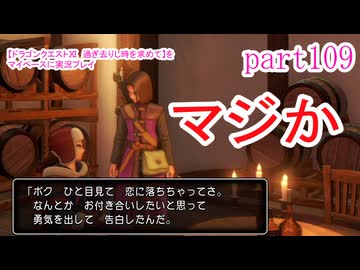 【ドラゴンクエストⅪ　過ぎ去りし時を求めて】を
マイペースに実況プレイ
part109
マジか
「ボク　ひと目見て　恋に落ちちゃってさ。
なんとか　お付き合いしたいと思って
勇気を出して　告白したんだ。